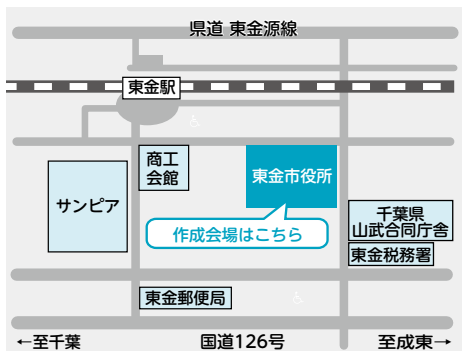 県道 東金源線
東金駅
商工
会館
東金市役所
サンピア
千葉県
山武合同庁舎
作成会場はこちら
東金税務署
東金郵便局
←至千葉
国道126号
至成東→